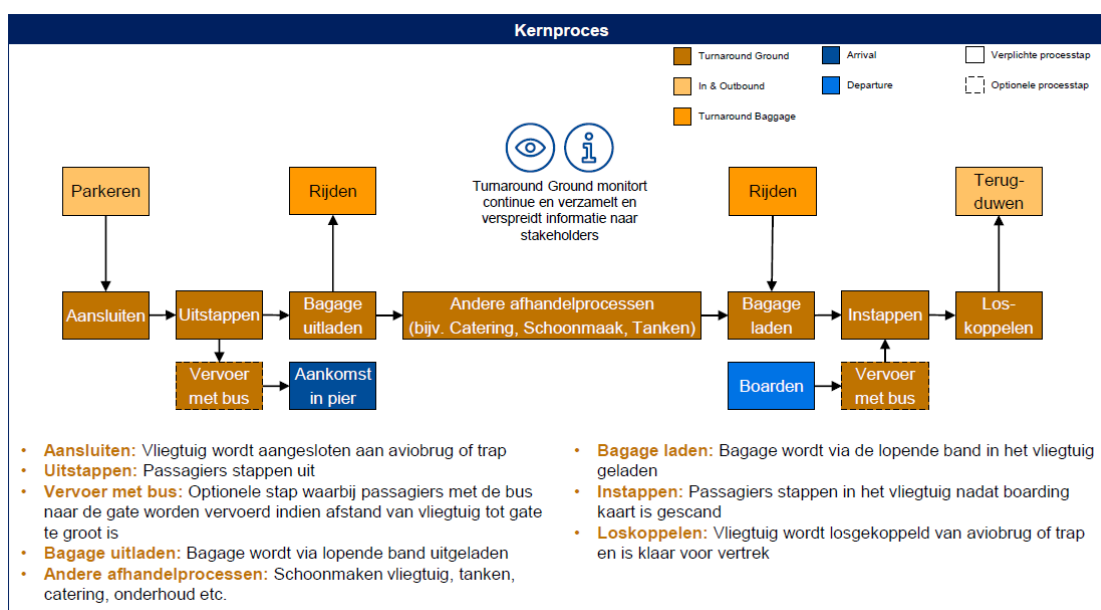 Kernproces
Turnaround Ground
Arrival
Verplichte processtap
In & Outbound
Departure
Optionele processtap
Turnaround Baggage
Turnaround Ground monitort
continue en verzamelt en
verspreidt informatie naar
stakeholders
Parkeren
Rijden
Rijden
Terug-
duwen
Aansluiten
Uitstappen
Bagage
uitladen
Andere afhandelprocessen
(bijv. Catering, Schoonmaak, Tanken)
Bagage
laden
Instappen
Los-
koppelen
Vervoer
met bus
Aankomst
in pier
Boarden
Vervoer
met bus
• Aansluiten: Vliegtuig wordt aangesloten aan aviobrug of trap
• Uitstappen: Passagiers stappen uit
• Vervoer met bus: Optionele stap waarbij passagiers met de bus
naar de gate worden vervoerd indien afstand van vliegtuig tot gate
te groot is
• Bagage uitladen: Bagage wordt via lopende band uitgeladen
• Andere afhandelprocessen: Schoonmaken vliegtuig, tanken,
catering, onderhoud etc.
• Bagage laden: Bagage wordt via de lopende band in het vliegtuig
geladen
• Instappen: Passagiers stappen in het vliegtuig nadat boarding
kaart is gescand
• Loskoppelen: Vliegtuig wordt losgekoppeld van aviobrug of trap
en is klaar voor vertrek